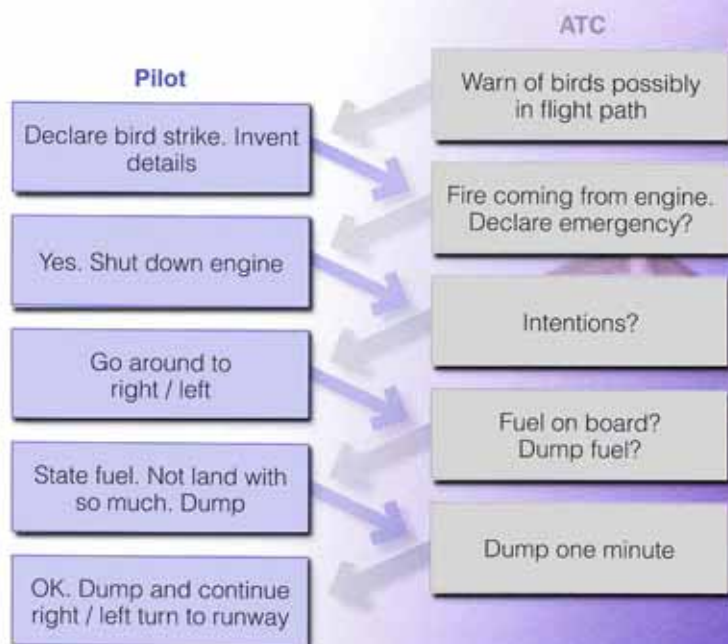 ATC
Pilot
Warn of birds possibly
in flight path
Declare bird strike. Invent
details
Fire coming from engine.
Declare emergency?
Yes. Shut down engine
Intentions?
Go around to
right / left
Fuel on board?
Dump fuel?
State fuel. Not land with
so much. Dump
Dump one minute
OK. Dump and continue
right / left turn to runway